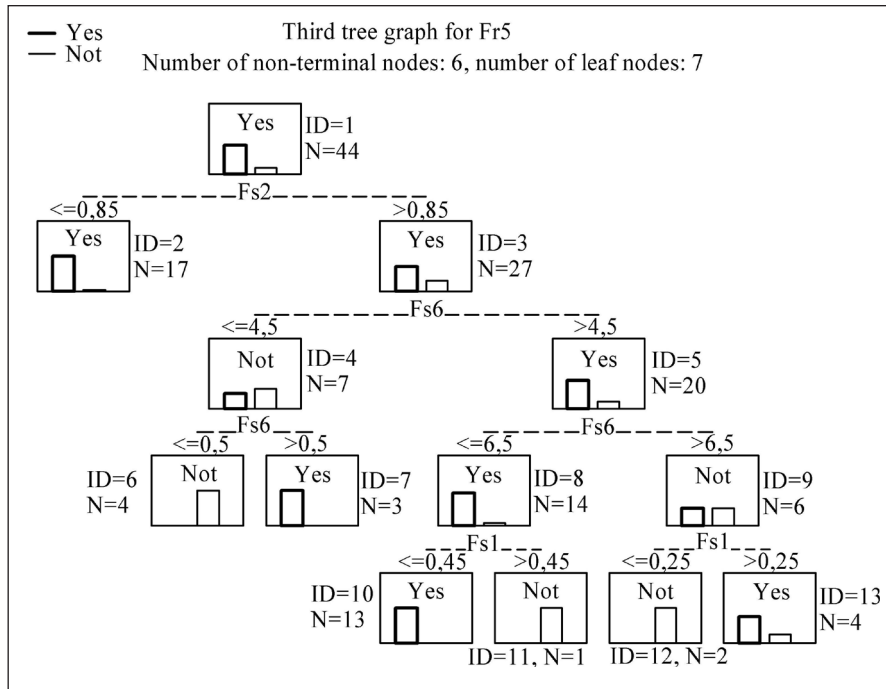 Yes
Not
Third tree graph for Fr5
Number of non-terminal nodes: 6, number of leaf nodes: 7
Yes
ID=1
N=44
Fs2
<=0,85
>0,85
Yes
ID=2
N=17
Yes
ID=3
N=27
Fs6
<=4,5
>4,5
Not
ID=4
N=7
Yes
ID=5
N=20
Fs6
<=0,5
>0,5
Fs6
<=6,5
>6,5
ID=6
N=4
Not
Yes
ID=7
N=3
Yes
ID=8
N=14
Not
ID=9
N=6
Fs1
<=0,45
>0,45
Fs1
<=0,25
>0,25
ID=10
N=13
Yes
Not
ID=11, N=1
Not
ID=12, N=2
Yes
ID=13
N=4